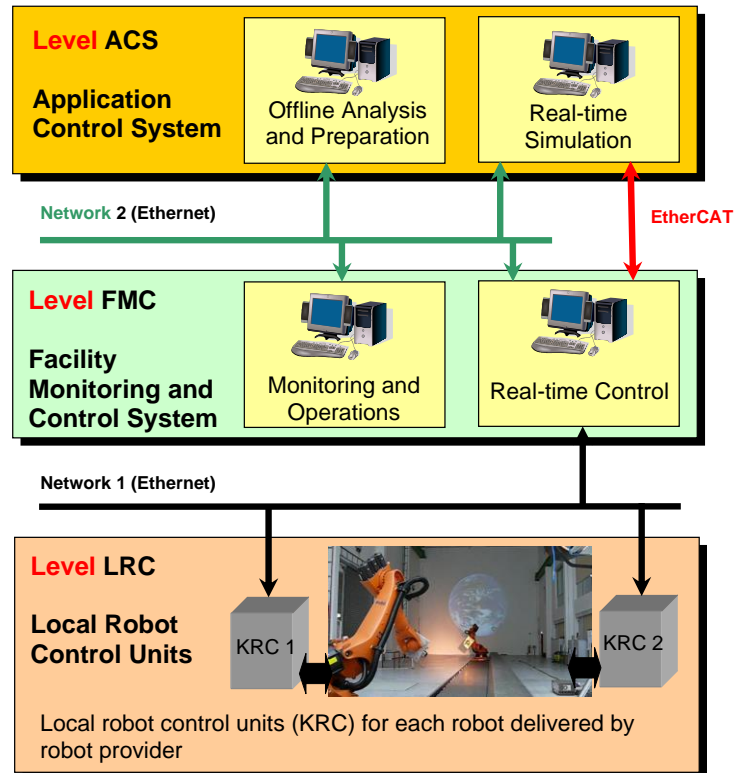 Level ACS
Application
Control System
Offline Analysis
and Preparation
Real-time
Simulation
Network 2 (Ethernet)
EtherCAT
Level FMC
Facility
Monitoring and
Control System
Monitoring and
Operations
Real-time Control
Network 1 (Ethernet)
Level LRC
Local Robot
Control Units
KRC 1
KRC 2
Local robot control units (KRC) for each robot delivered by
robot provider